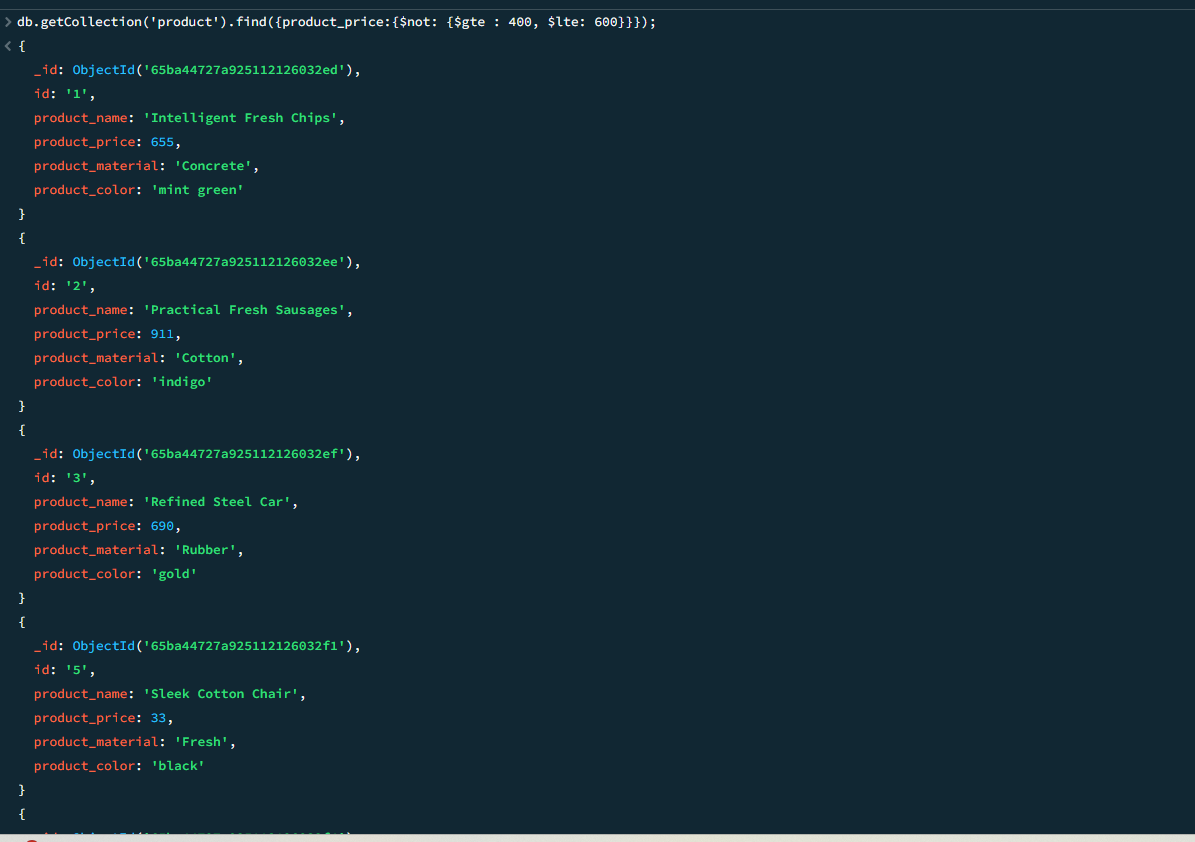 db.getCollection('product').find({product_price:{$not: {$gte : 400, $lte: 600}}});
{
_id: ObjectId('65ba44727a925112126032ed'),
id: '1',
product_name: 'Intelligent Fresh Chips',
product_price: 655,
product_material: 'Concrete',
product_color: 'mint green'
}
{
_id: ObjectId('65ba44727a925112126032ee'),
id: '2',
product_name: 'Practical Fresh Sausages',
product_price: 911,
product_material: 'Cotton',
product_color: 'indigo'
}
{
_id: ObjectId('65ba44727a925112126032ef'),
id: '3',
product_name: 'Refined Steel Car',
product_price: 690,
product_material: 'Rubber',
product_color: 'gold'
}
{
_id: ObjectId('65ba44727a925112126032f1'),
id: '5',
product_name: 'Sleek Cotton Chair',
product_price: 33,
product_material: 'Fresh',
product_color: 'black'
}
{